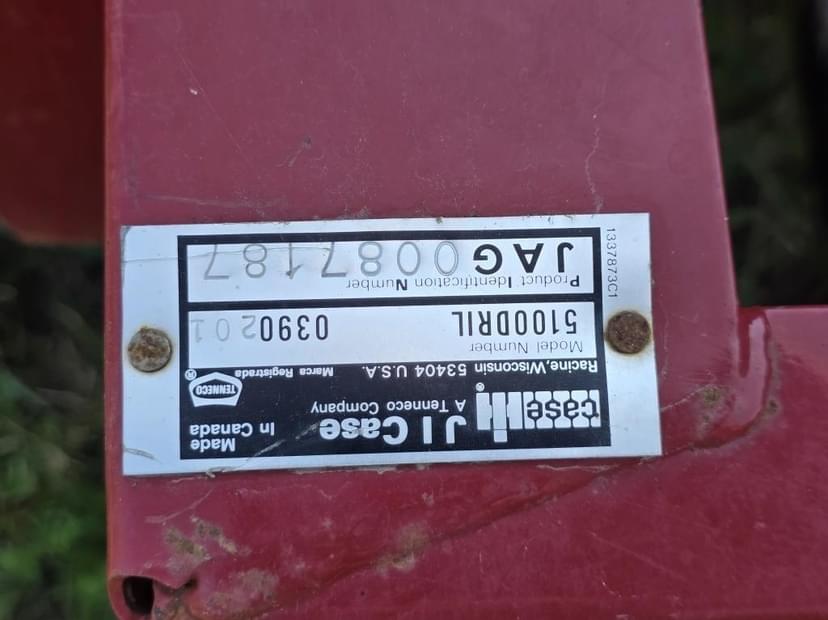 case IH J I Case
A Tenneco Company
Made
In Canada
Racine, Wisconsin 53404 U.S.A. Marca Registrada
TENNECO ®
Model Number
5100DRIL 0390201
Product Identification Number
JAG0087187
1337873C1